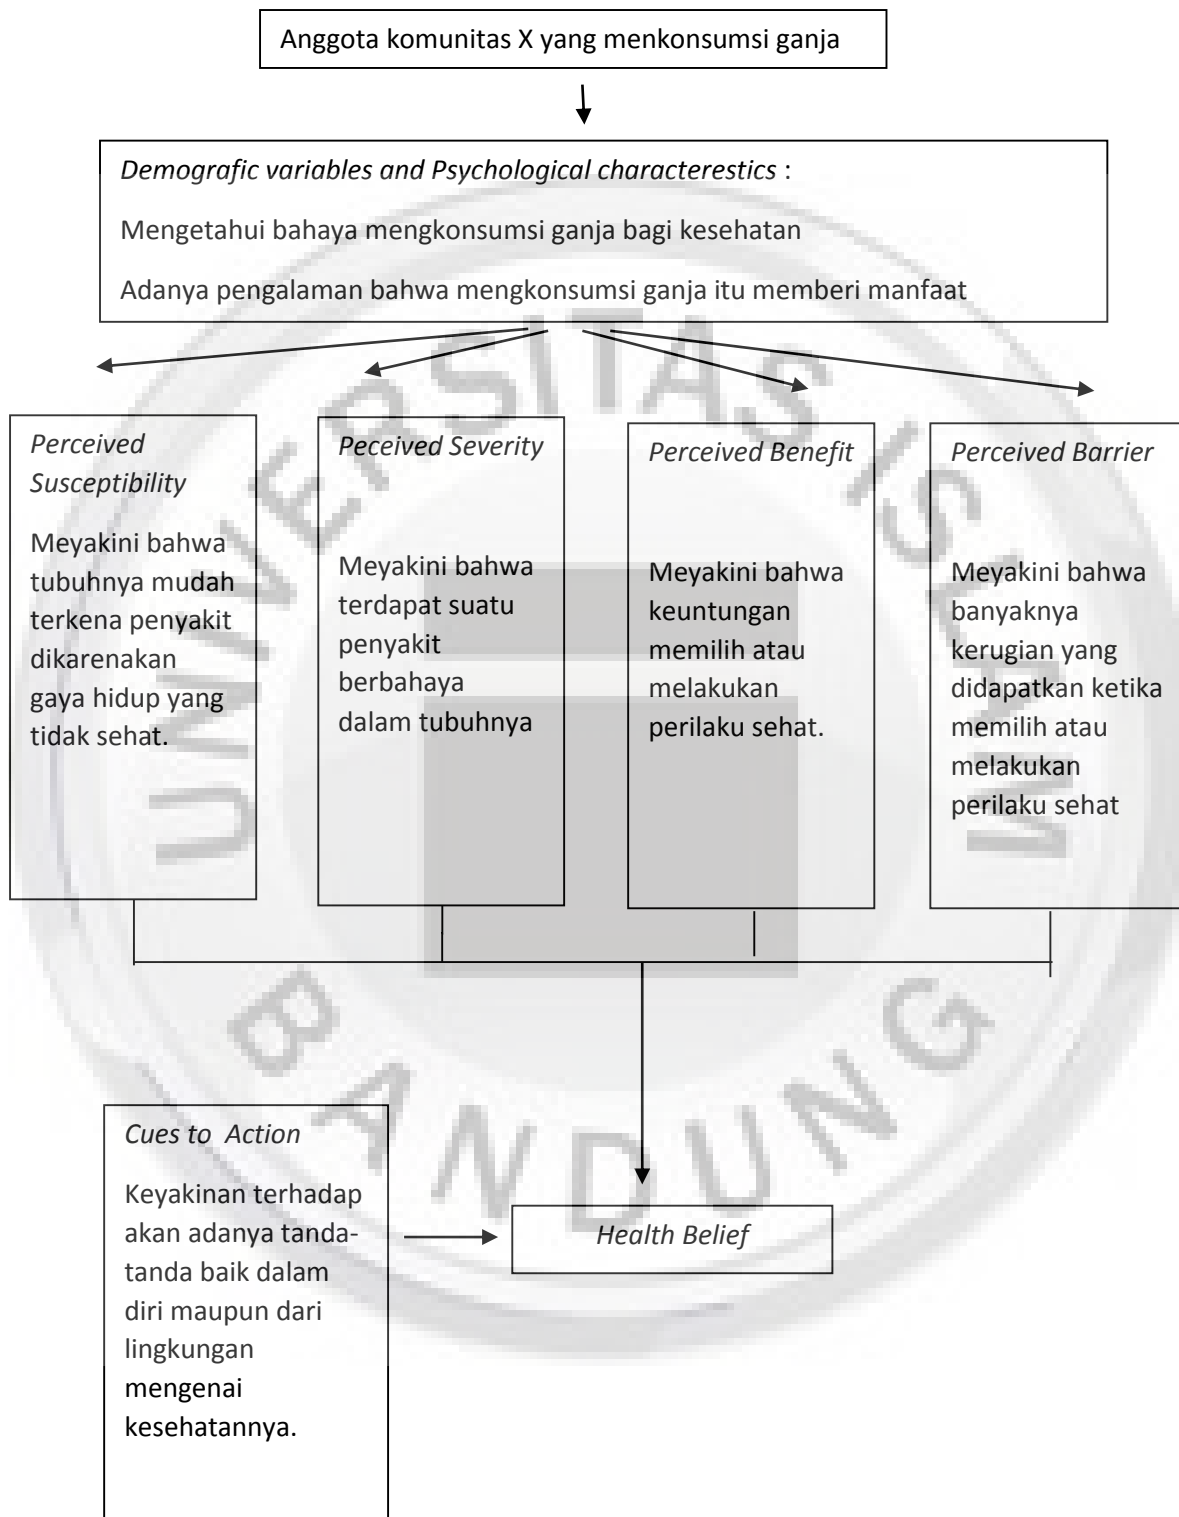 Anggota komunitas X yang menkonsumsi ganja
Demografic variables and Psychological characterestics :
Mengetahui bahaya mengkonsumsi ganja bagi kesehatan
Adanya pengalaman bahwa mengkonsumsi ganja itu memberi manfaat
Perceived
Susceptibility
Meyakini bahwa
tubuhnya mudah
terkena penyakit
dikarenakan
gaya hidup yang
tidak sehat.
Peceived Severity
Meyakini bahwa
terdapat suatu
penyakit
berbahaya
dalam tubuhnya
Perceived Benefit
Meyakini bahwa
keuntungan
memilih atau
melakukan
perilaku sehat.
Perceived Barrier
Meyakini bahwa
banyaknya
kerugian yang
didapatkan ketika
memilih atau
melakukan
perilaku sehat
Cues to  Action
Keyakinan terhadap
akan adanya tanda-
tanda baik dalam
diri maupun dari
lingkungan
mengenai
kesehatannya.
Health Belief
UNIVERSITAS ISLAM
BANDUNG